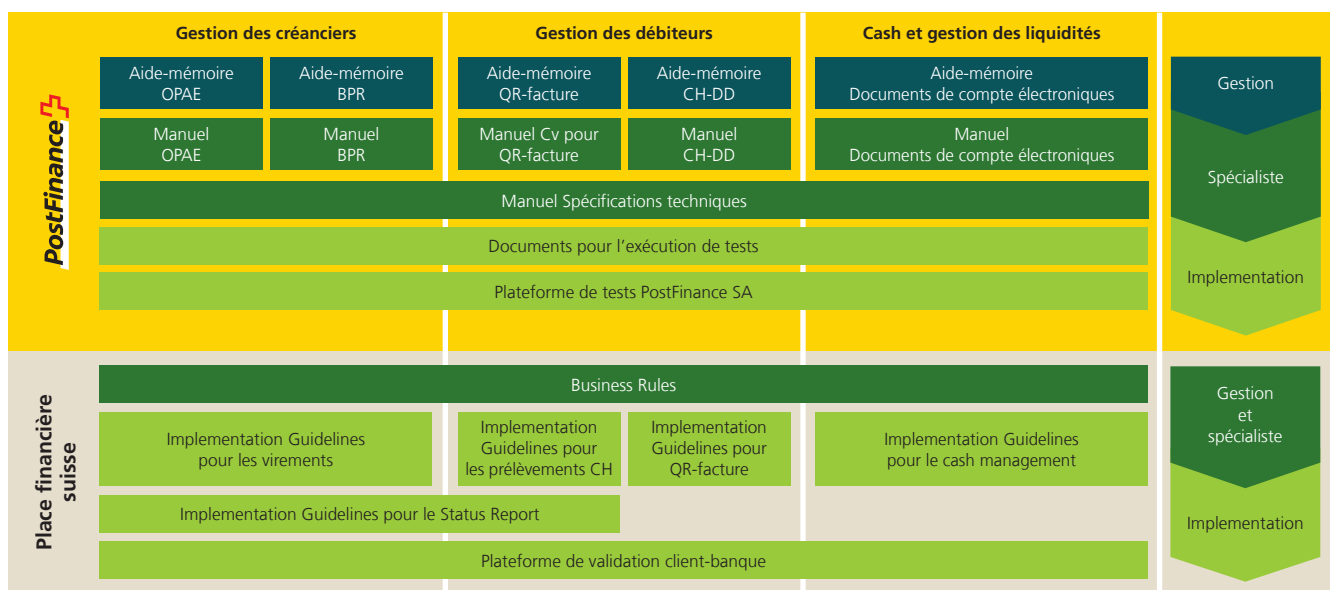 Gestion des créanciers
Gestion des débiteurs
Cash et gestion des liquidités
PostFinance
Aide-mémoire
OPAE
Aide-mémoire
BPR
Aide-mémoire
QR-facture
Aide-mémoire
CH-DD
Aide-mémoire
Documents de compte électroniques
Gestion
Manuel
OPAE
Manuel
BPR
Manuel Cv pour
QR-facture
Manuel
CH-DD
Manuel
Documents de compte électroniques
Spécialiste
Manuel Spécifications techniques
Documents pour l'exécution de tests
Implementation
Plateforme de tests PostFinance SA
Place financière
suisse
Business Rules
Gestion
et
spécialiste
Implementation Guidelines
pour les virements
Implementation
Guidelines pour
les prélèvements CH
Implementation
Guidelines pour
QR-facture
Implementation Guidelines
pour le cash management
Implementation Guidelines pour le Status Report
Implementation
Plateforme de validation client-banque